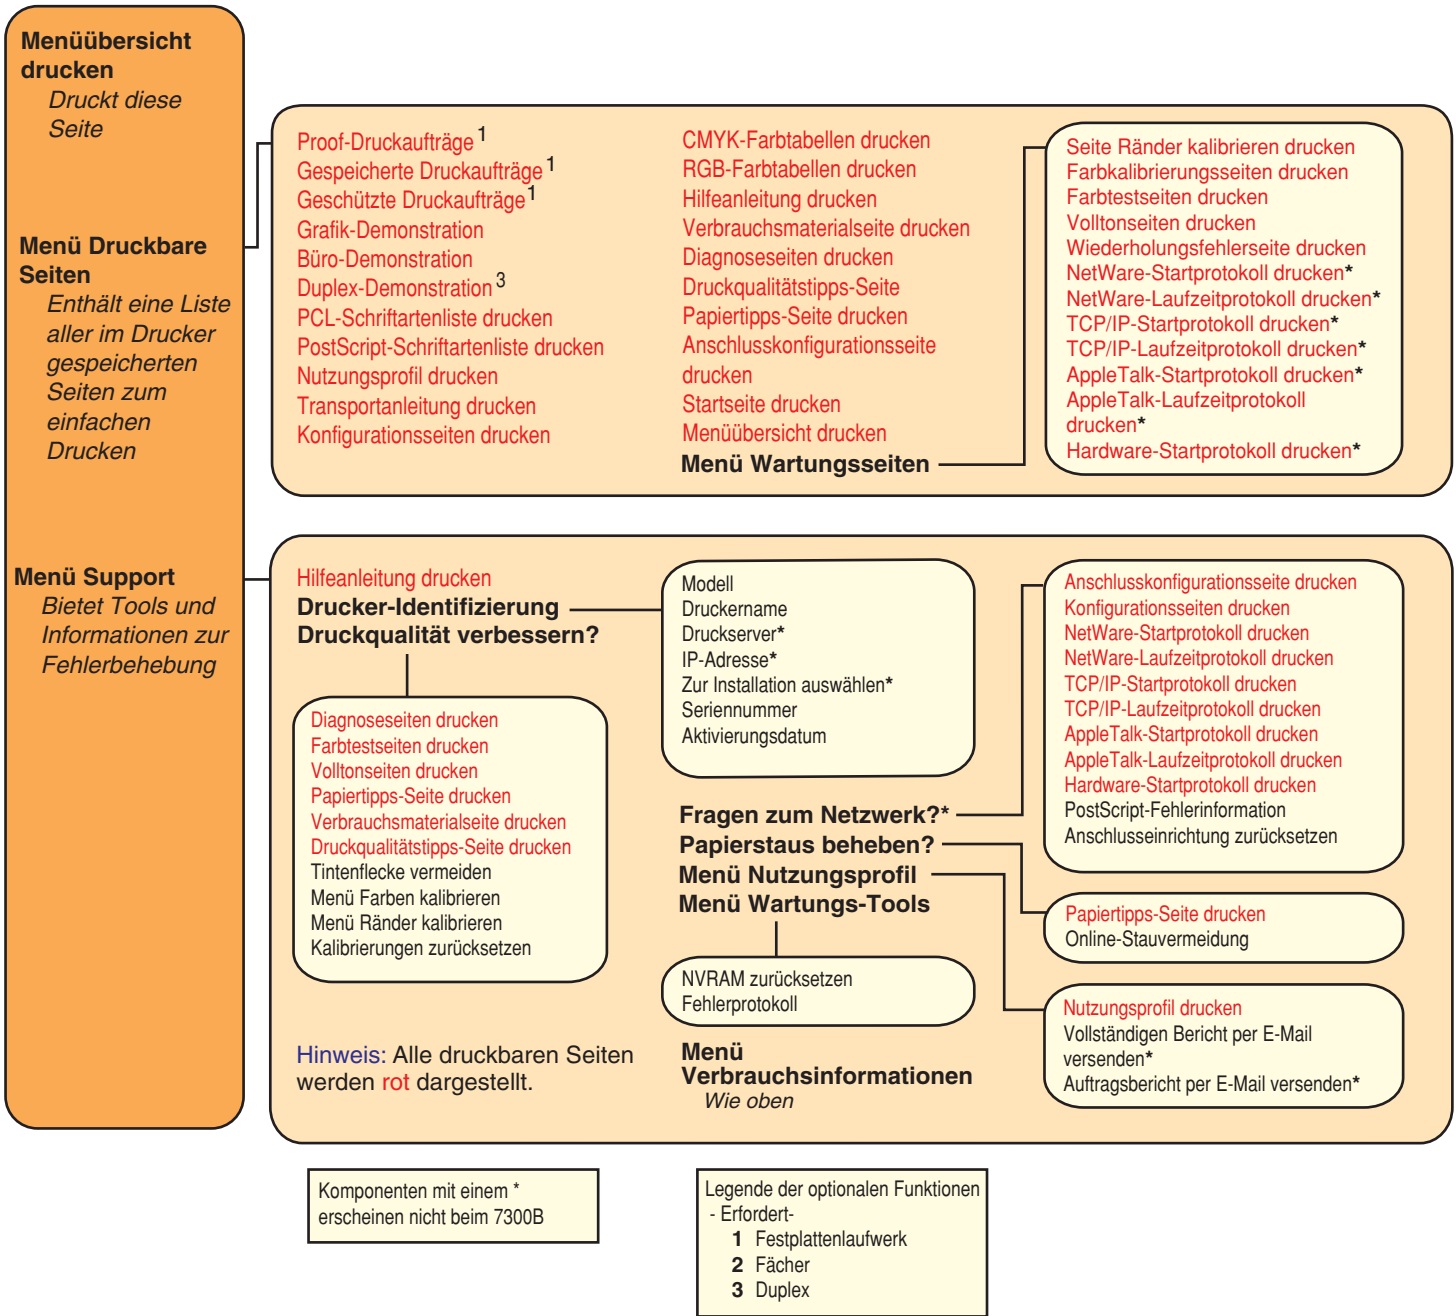 Menüübersicht
drucken
Druckt diese
Seite
Menü Druckbare
Seiten
Enthält eine Liste
aller im Drucker
gespeicherten
Seiten zum
einfachen
Drucken
Proof-Druckaufträge 1
Gespeicherte Druckaufträge 1
Geschützte Druckaufträge 1
Grafik-Demonstration
Büro-Demonstration
Duplex-Demonstration 3
PCL-Schriftartenliste drucken
PostScript-Schriftartenliste drucken
Nutzungsprofil drucken
Transportanleitung drucken
Konfigurationsseiten drucken
CMYK-Farbtabellen drucken
RGB-Farbtabellen drucken
Hilfeanleitung drucken
Verbrauchsmaterialseite drucken
Diagnoseseiten drucken
Druckqualitätstipps-Seite
Papiertipps-Seite drucken
Anschlusskonfigurationsseite
drucken
Startseite drucken
Menüübersicht drucken
Menü Wartungsseiten
Seite Ränder kalibrieren drucken
Farbkalibrierungsseiten drucken
Farbtestseiten drucken
Volltonseiten drucken
Wiederholungsfehlerseite drucken
NetWare-Startprotokoll drucken*
NetWare-Laufzeitprotokoll drucken*
TCP/IP-Startprotokoll drucken*
TCP/IP-Laufzeitprotokoll drucken*
AppleTalk-Startprotokoll drucken*
AppleTalk-Laufzeitprotokoll
drucken*
Hardware-Startprotokoll drucken*
Menü Support
Bietet Tools und
Informationen zur
Fehlerbehebung
Hilfeanleitung drucken
Drucker-Identifizierung
Druckqualität verbessern?
Diagnoseseiten drucken
Farbtestseiten drucken
Volltonseiten drucken
Papiertipps-Seite drucken
Verbrauchsmaterialseite drucken
Druckqualitätstipps-Seite drucken
Tintenflecke vermeiden
Menü Farben kalibrieren
Menü Ränder kalibrieren
Kalibrierungen zurücksetzen
Hinweis: Alle druckbaren Seiten
werden rot dargestellt.
Modell
Druckername
Druckserver*
IP-Adresse*
Zur Installation auswählen*
Seriennummer
Aktivierungsdatum
Fragen zum Netzwerk?*
Papierstaus beheben?
Menü Nutzungsprofil
Menü Wartungs-Tools
NVRAM zurücksetzen
Fehlerprotokoll
Menü
Verbrauchsinformationen
Wie oben
Anschlusskonfigurationsseite drucken
Konfigurationsseiten drucken
NetWare-Startprotokoll drucken
NetWare-Laufzeitprotokoll drucken
TCP/IP-Startprotokoll drucken
TCP/IP-Laufzeitprotokoll drucken
AppleTalk-Startprotokoll drucken
AppleTalk-Laufzeitprotokoll drucken
Hardware-Startprotokoll drucken
PostScript-Fehlerinformation
Anschlusseinrichtung zurücksetzen
Papiertipps-Seite drucken
Online-Stauvermeidung
Nutzungsprofil drucken
Vollständigen Bericht per E-Mail
versenden*
Auftragsbericht per E-Mail versenden*
Komponenten mit einem *
erscheinen nicht beim 7300B
Legende der optionalen Funktionen
- Erfordert-
1 Festplattenlaufwerk
2 Fächer
3 Duplex